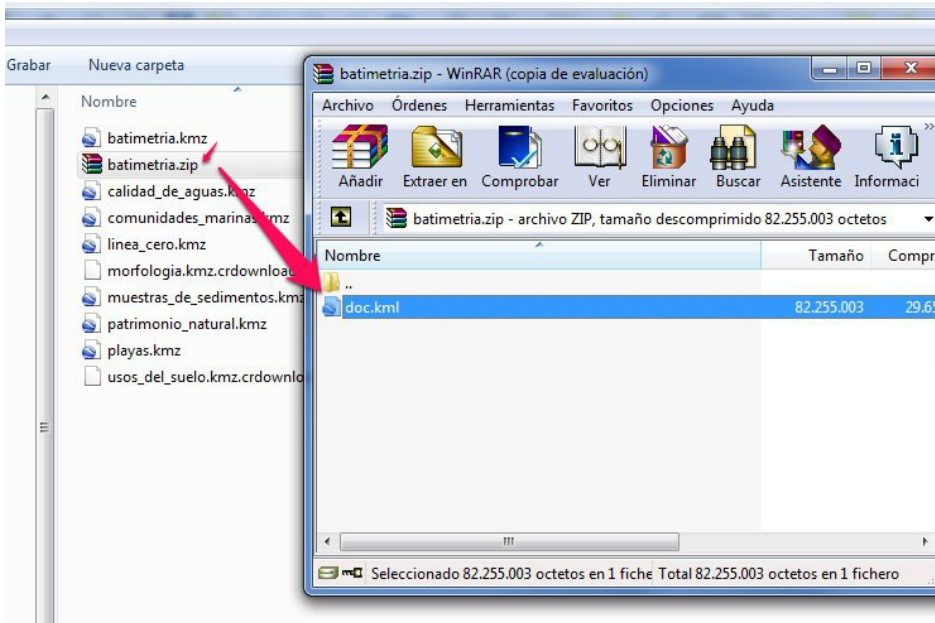 Grabar Nueva carpeta
Nombre
batimetria.kmz
batimetria.zip
calidad_de_aguas.kmz
comunidades_marinas.kmz
linea_cero.kmz
morfologia.kmz.crdownload
muestras_de_sedimentos.kmz
patrimonio_natural.kmz
playas.kmz
usos_del_suelo.kmz.crdownlo
batimetria.zip - WinRAR (copia de evaluación)
Archivo Órdenes Herramientas Favoritos Opciones Ayuda
Añadir Extraer en Comprobar Ver Eliminar Buscar Asistente Informaci
batimetria.zip - archivo ZIP, tamaño descomprimido 82.255.003 octetos
Nombre Tamaño Compr
..
doc.kml 82.255.003 29.65
Seleccionado 82.255.003 octetos en 1 fiche Total 82.255.003 octetos en 1 fichero